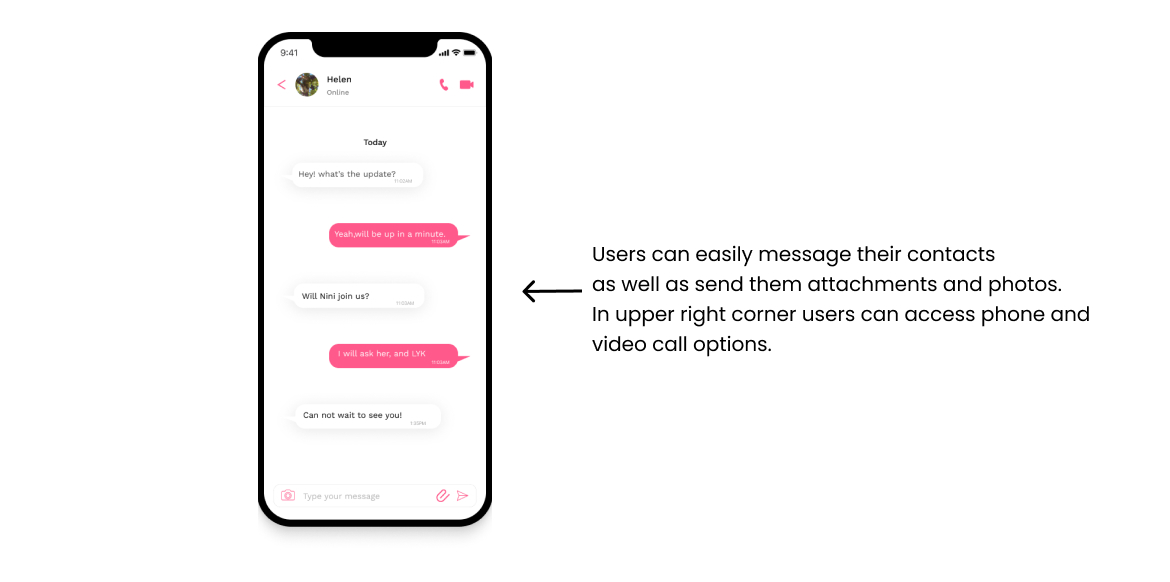 9:41
Helen
Online
Today
Hey! what's the update?
11:02AM
Yeah,will be up in a minute.
11:03AM
Will Nini join us?
11:03AM
I will ask her, and LYK
11:03AM
Can not wait to see you!
1:35PM
Type your message
Users can easily message their contacts
as well as send them attachments and photos.
In upper right corner users can access phone and
video call options.